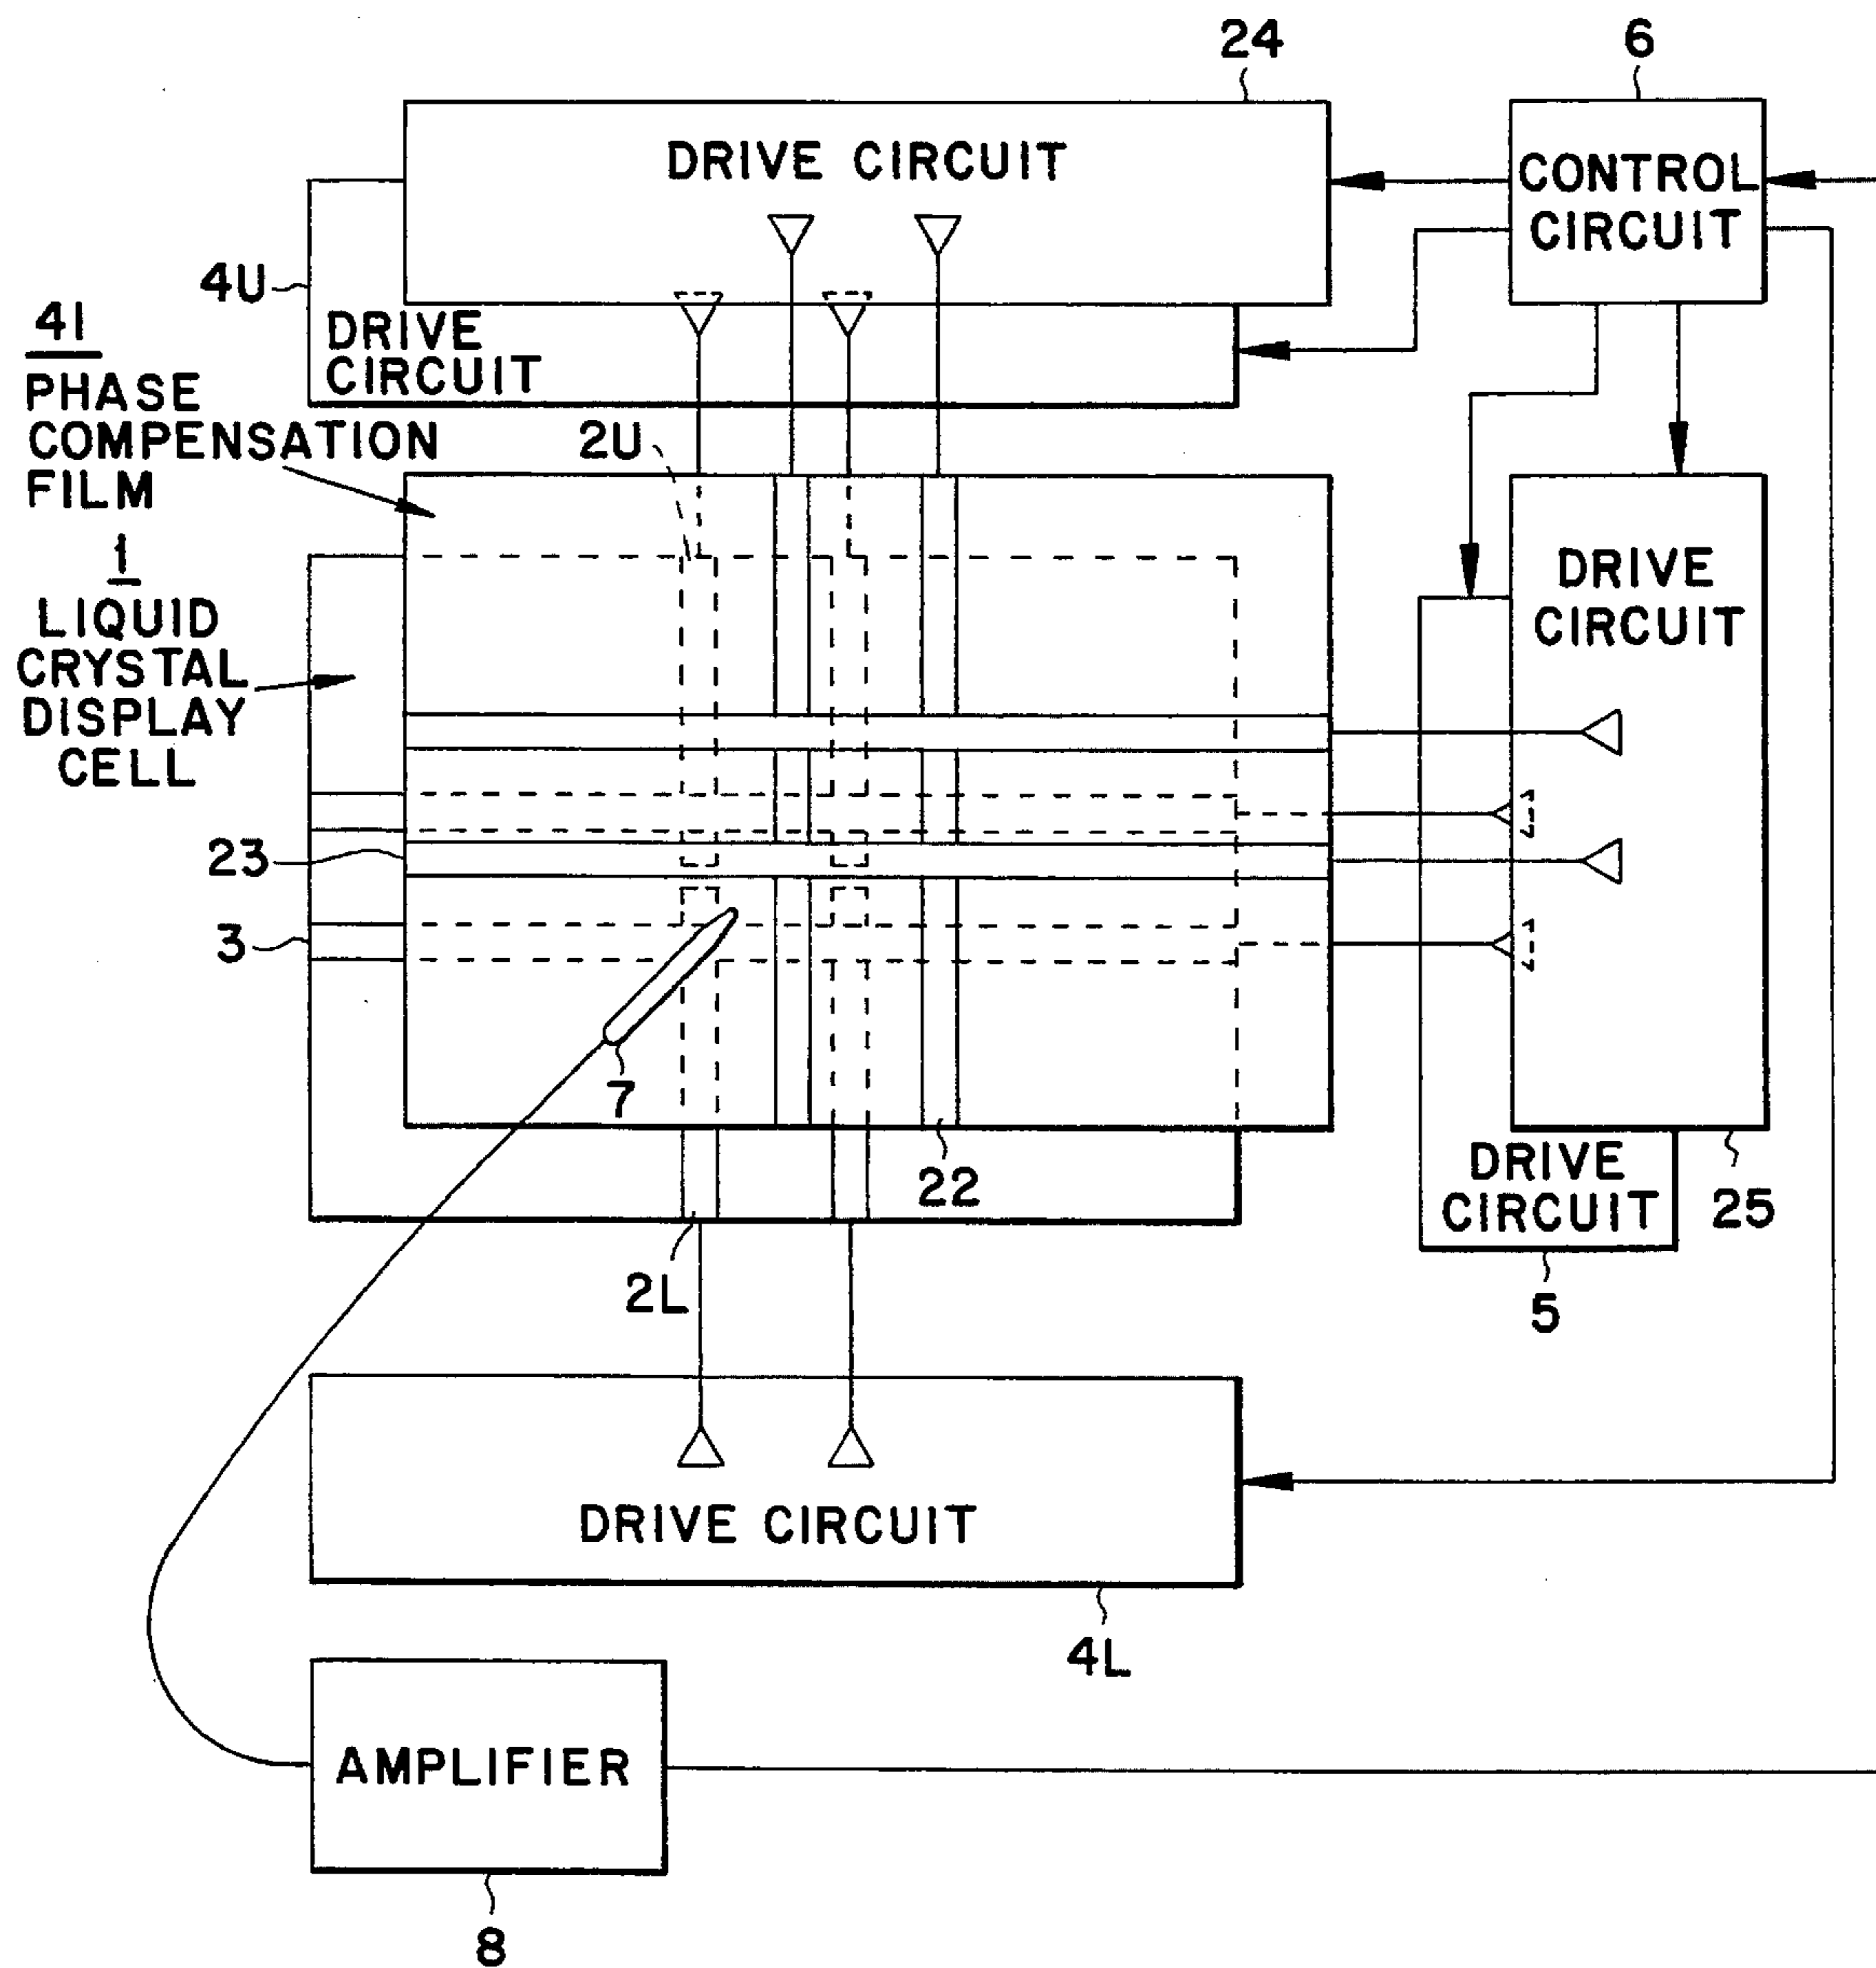 24
6
DRIVE CIRCUIT
CONTROL
CIRCUIT
4U
DRIVE
CIRCUIT
41
PHASE
COMPENSATION
FILM
2U
1
LIQUID
CRYSTAL
DISPLAY
CELL
DRIVE
CIRCUIT
23
3
7
22
DRIVE
CIRCUIT
25
2L
5
DRIVE CIRCUIT
4L
AMPLIFIER
8